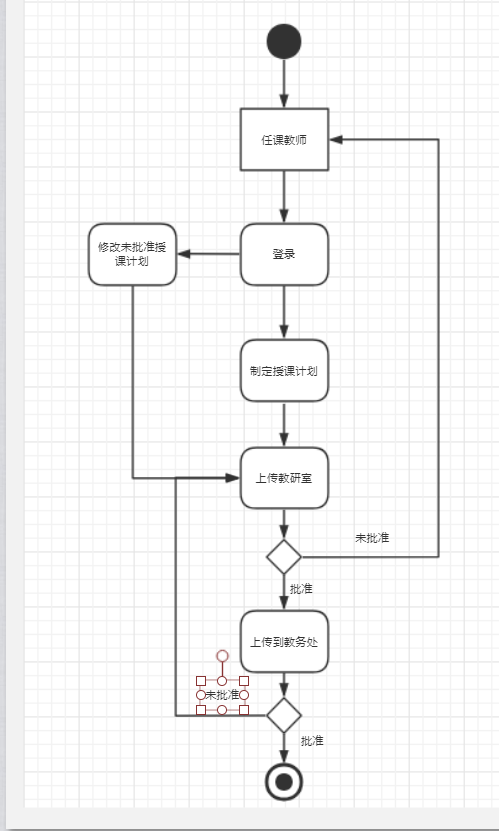 任课教师
修改未批准授
课计划
登录
制定授课计划
上传教研室
未批准
批准
上传到教务处
未批准
批准